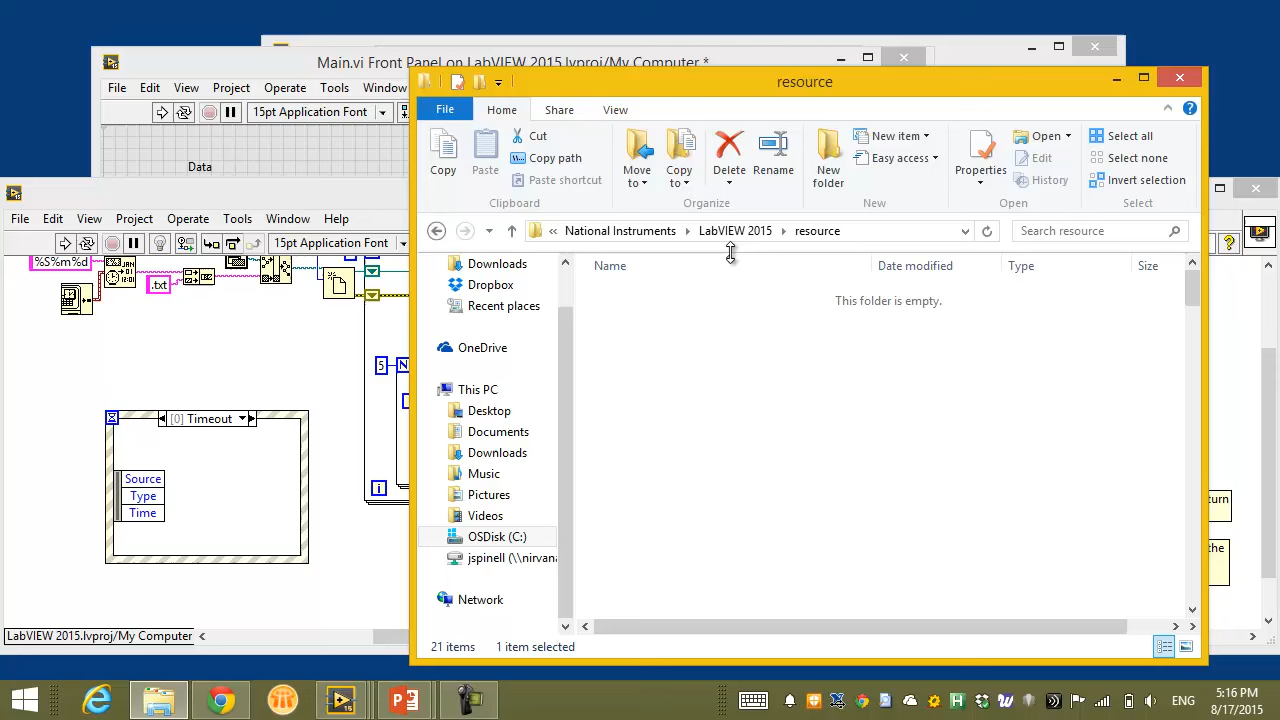 Main.vi Front Panel on LabVIEW 2015.lvproj/My Computer *
File Edit View Project Operate Tools Window
15pt Application Font
Data
File Edit View Project Operate Tools Window Help
15pt Application Font
%S%m%d
.txt
5
N
i
[0] Timeout
Source
Type
Time
LabVIEW 2015.lvproj/My Computer
resource
File Home Share View
Copy
Paste
Cut
Copy path
Paste shortcut
Clipboard
Move to
Copy to
Delete
Rename
Organize
New folder
New item
Easy access
New
Properties
Open
Edit
History
Open
Select all
Select none
Invert selection
Select
« National Instruments LabVIEW 2015 resource
Search resource
Name Date modified Type Size
This folder is empty.
Downloads
Dropbox
Recent places
OneDrive
This PC
Desktop
Documents
Downloads
Music
Pictures
Videos
OSDisk (C:)
jspinell (\\nirvana
Network
21 items 1 item selected
turn
the
ENG
5:16 PM
8/17/2015